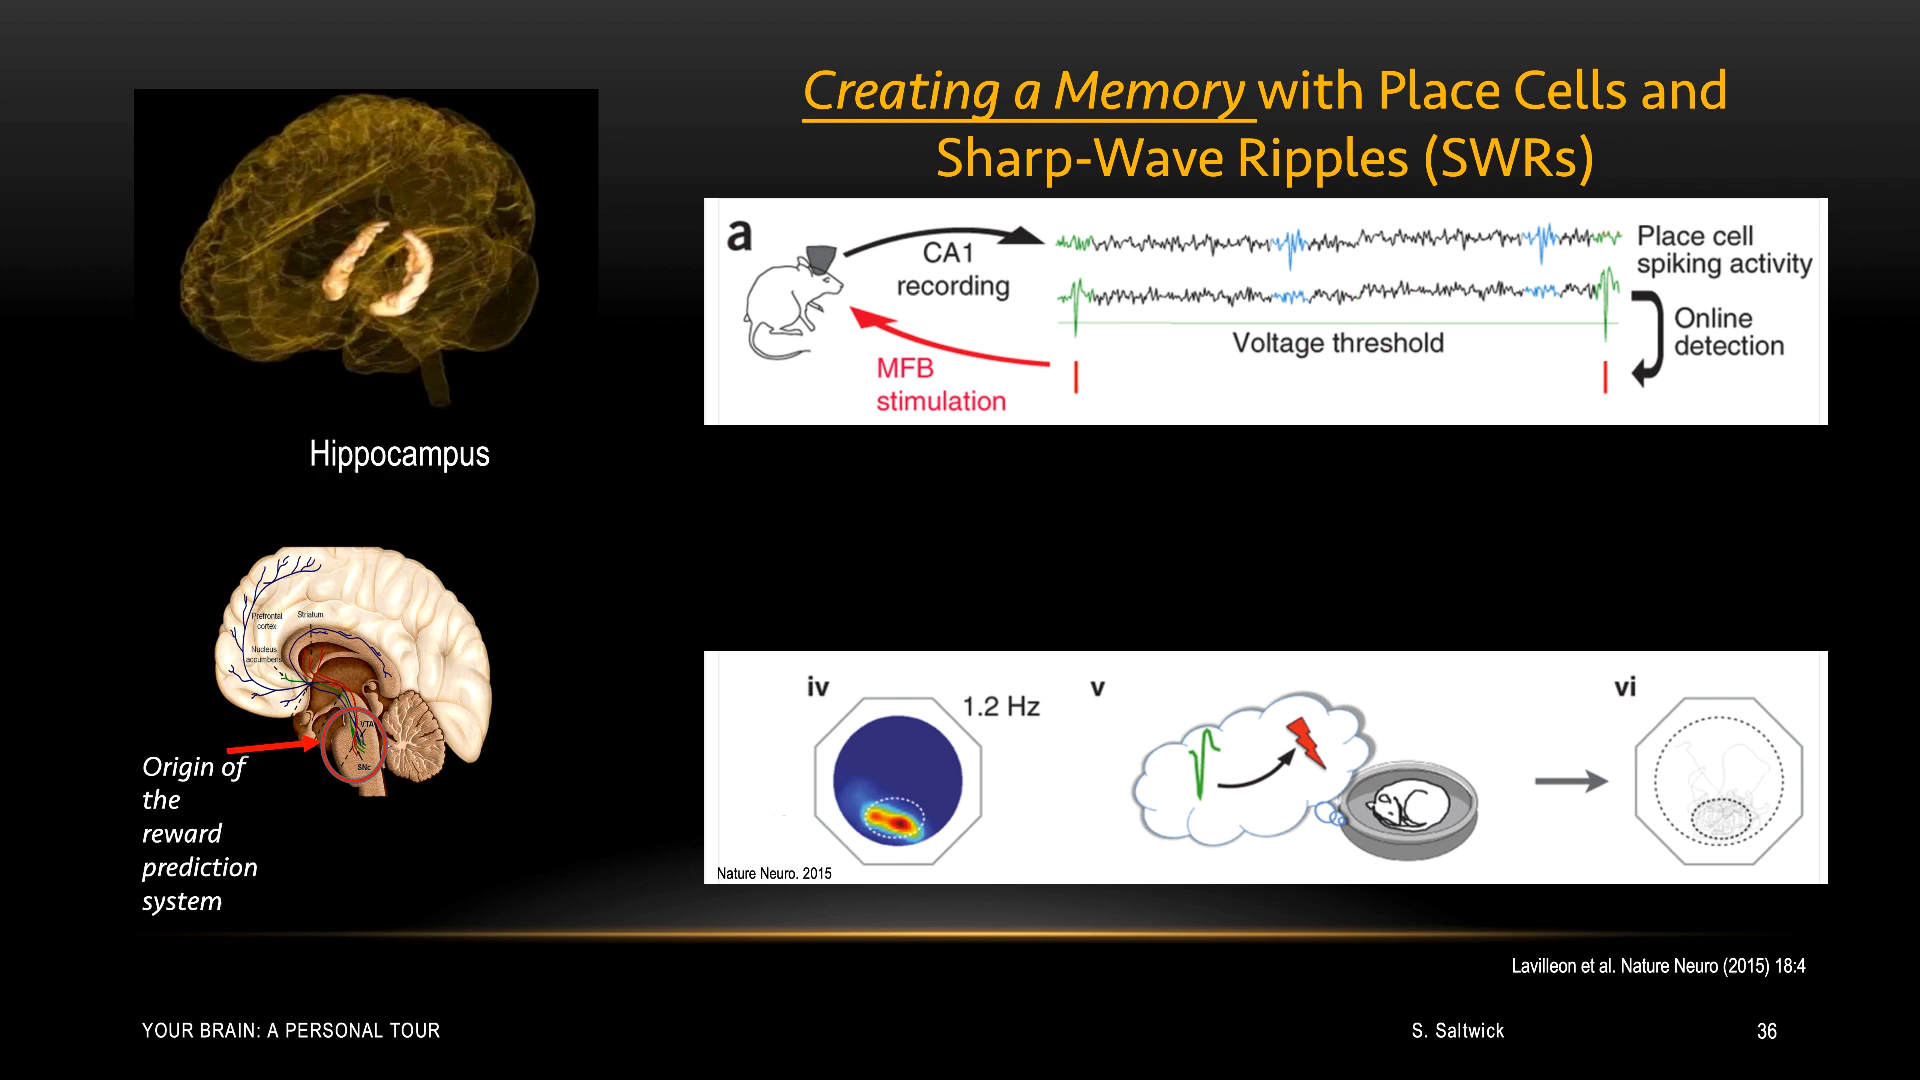 Creating a Memory with Place Cells and
Sharp-Wave Ripples (SWRs)
Hippocampus
a
CA1
recording
MFB
stimulation
Voltage threshold
Place cell
spiking activity
Online
detection
Prefrontal
cortex
Striatum
Nucleus
accumbens
VTA
SNc
Origin of
the
reward
prediction
system
iv
1.2 Hz
v
vi
Nature Neuro. 2015
Lavilleon et al. Nature Neuro (2015) 18:4
YOUR BRAIN: A PERSONAL TOUR
S. Saltwick
36